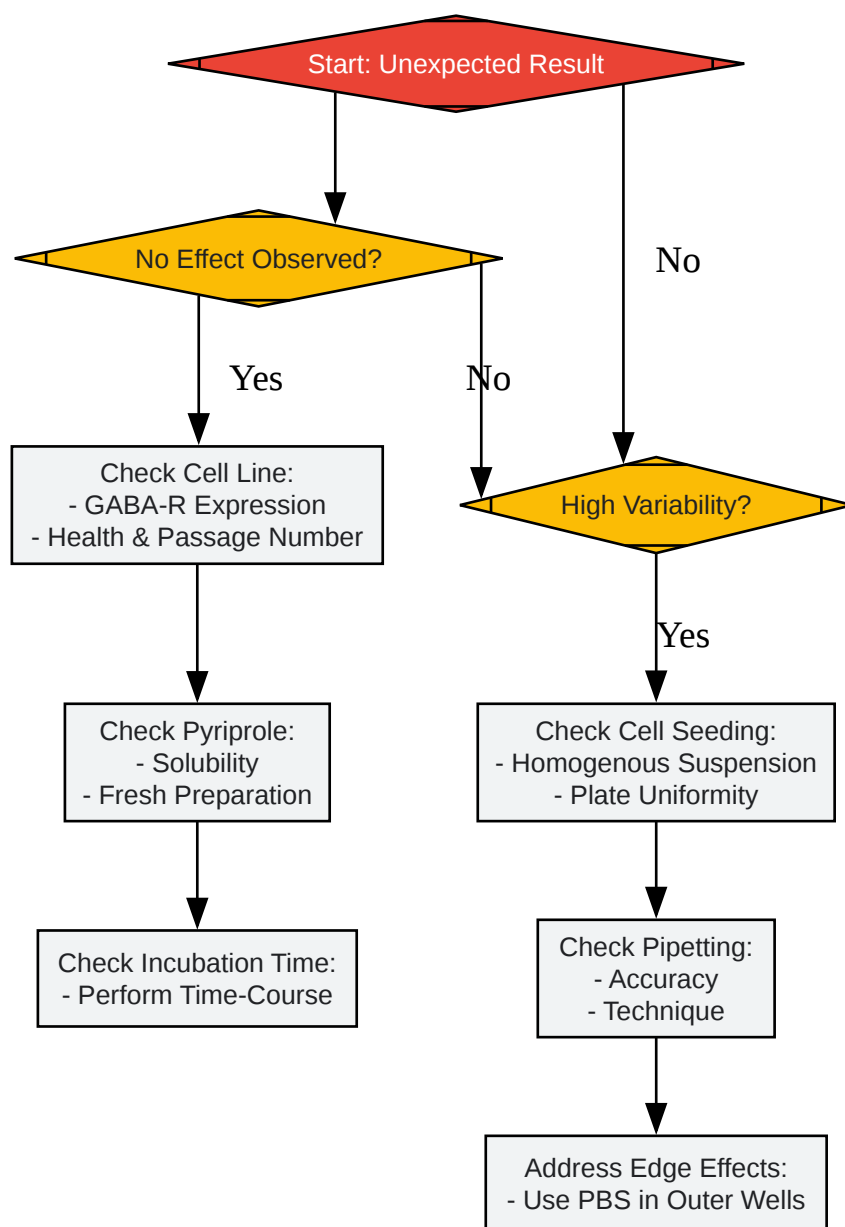 Start: Unexpected Result
No Effect Observed?
No
Yes
No
Check Cell Line:
- GABA-R Expression
- Health & Passage Number
High Variability?
Yes
Check Pyriprole:
- Solubility
- Fresh Preparation
Check Cell Seeding:
- Homogenous Suspension
- Plate Uniformity
Check Incubation Time:
- Perform Time-Course
Check Pipetting:
- Accuracy
- Technique
Address Edge Effects:
- Use PBS in Outer Wells